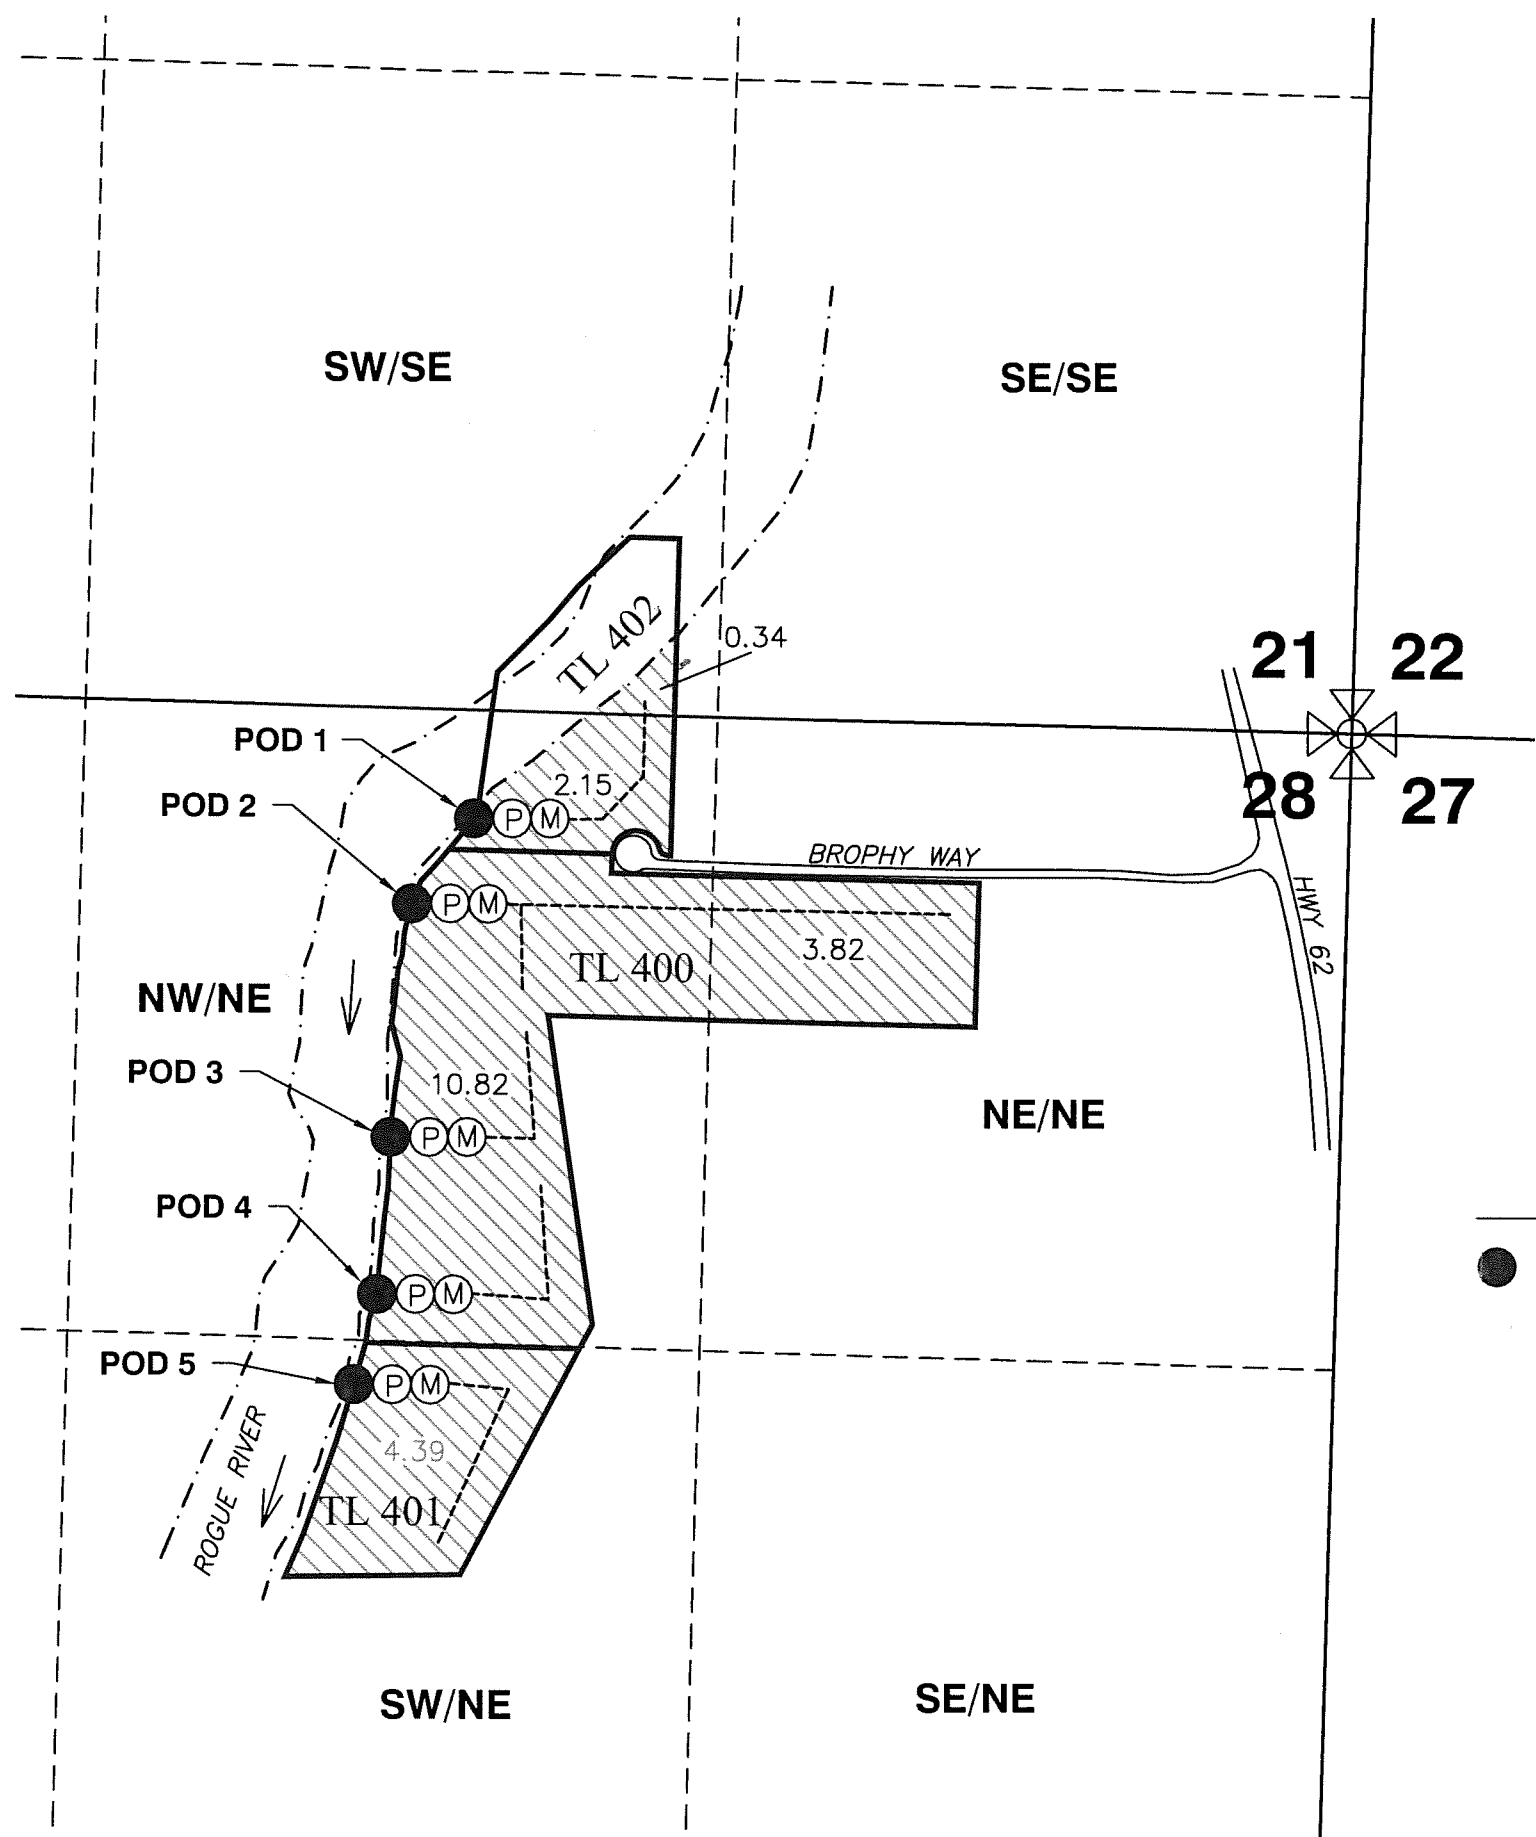 SW/SE
SE/SE
TL 402
0.34
21
22
POD 1
2.15
28
27
POD 2
P M
BROPHY WAY
P M
HWY 62
3.82
TL 400
NW/NE
POD 3
10.82
NE/NE
P M
POD 4
P M
POD 5
P M
4.39
ROGUE RIVER
TL 401
SW/NE
SE/NE